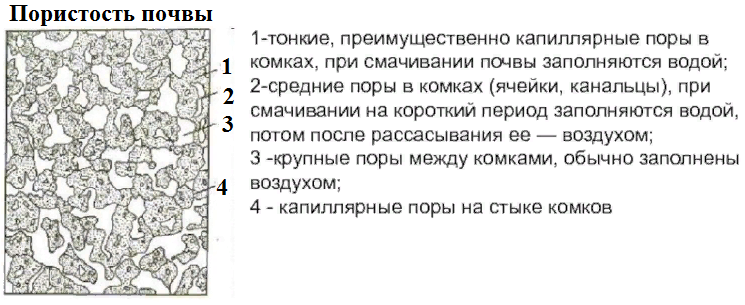 Пористость почвы
1
2
3
4
1-тонкие, преимущественно капиллярные поры в
комках, при смачивании почвы заполняются водой;
2-средние поры в комках (ячейки, канальцы), при
смачивании на короткий период заполняются водой,
потом после рассасывания ее — воздухом;
3 -крупные поры между комками, обычно заполнены
воздухом;
4 - капиллярные поры на стыке комков